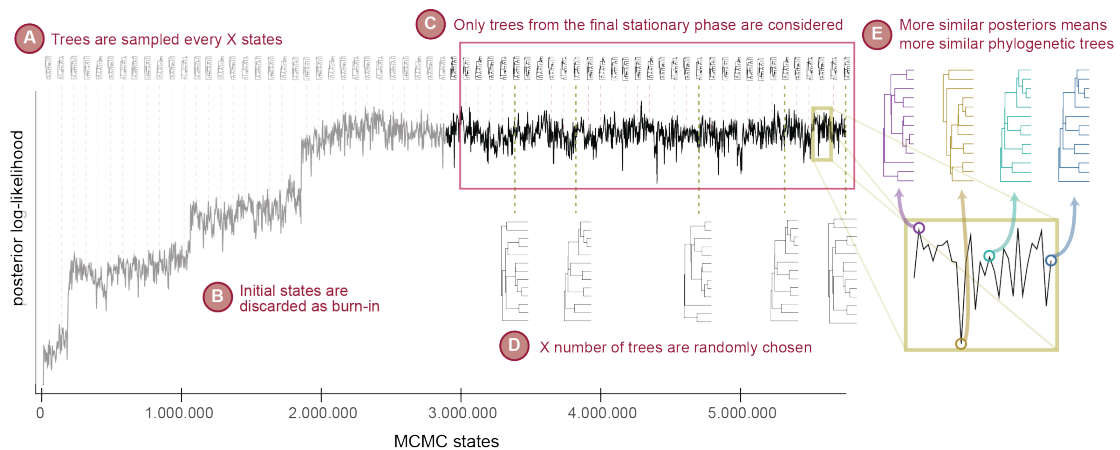 A
Trees are sampled every X states
C
Only trees from the final stationary phase are considered
E
More similar posteriors means
more similar phylogenetic trees
posterior log-likelihood
B
Initial states are
discarded as burn-in
D
X number of trees are randomly chosen
0
1.000.000
2.000.000
3.000.000
4.000.000
5.000.000
MCMC states